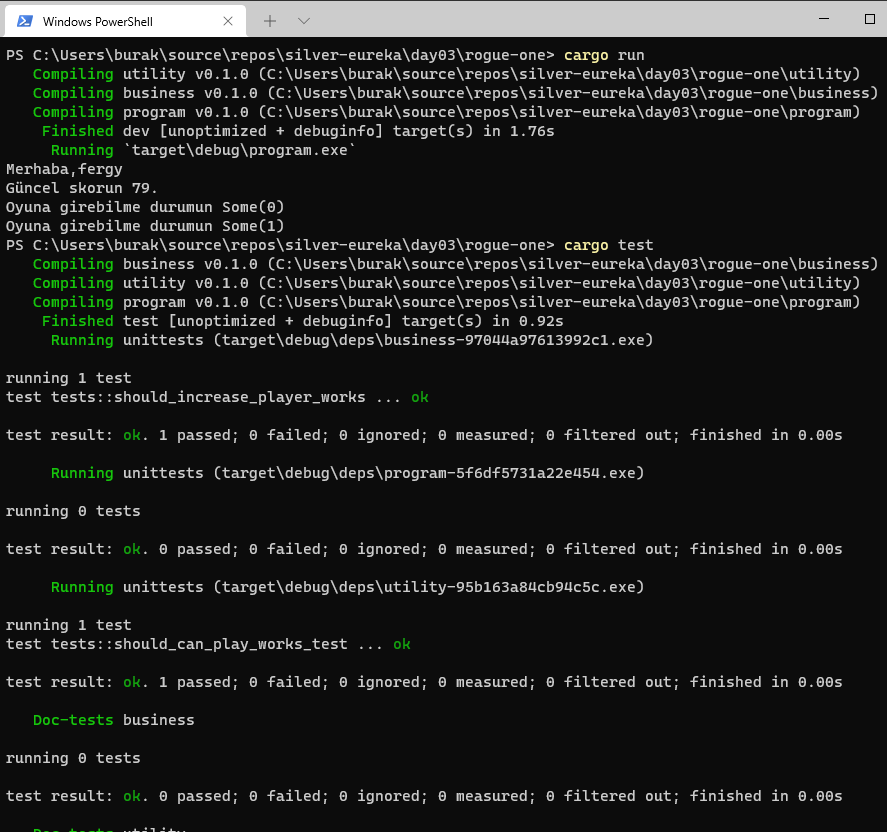 Windows PowerShell
PS C:\Users\burak\source\repos\silver-eureka\day03\rogue-one> cargo run
Compiling utility v0.1.0 (C:\Users\burak\source\repos\silver-eureka\day03\rogue-one\utility)
Compiling business v0.1.0 (C:\Users\burak\source\repos\silver-eureka\day03\rogue-one\business)
Compiling program v0.1.0 (C:\Users\burak\source\repos\silver-eureka\day03\rogue-one\program)
Finished dev [unoptimized + debuginfo] target(s) in 1.76s
Running `target\debug\program.exe`
Merhaba,fergy
Güncel skorun 79.
Oyuna girebilme durumun Some(0)
Oyuna girebilme durumun Some(1)
PS C:\Users\burak\source\repos\silver-eureka\day03\rogue-one> cargo test
Compiling business v0.1.0 (C:\Users\burak\source\repos\silver-eureka\day03\rogue-one\business)
Compiling utility v0.1.0 (C:\Users\burak\source\repos\silver-eureka\day03\rogue-one\utility)
Compiling program v0.1.0 (C:\Users\burak\source\repos\silver-eureka\day03\rogue-one\program)
Finished test [unoptimized + debuginfo] target(s) in 0.92s
Running unittests (target\debug\deps\business-97044a97613992c1.exe)
running 1 test
test tests::should_increase_player_works ... ok
test result: ok. 1 passed; 0 failed; 0 ignored; 0 measured; 0 filtered out; finished in 0.00s
Running unittests (target\debug\deps\program-5f6df5731a22e454.exe)
running 0 tests
test result: ok. 0 passed; 0 failed; 0 ignored; 0 measured; 0 filtered out; finished in 0.00s
Running unittests (target\debug\deps\utility-95b163a84cb94c5c.exe)
running 1 test
test tests::should_can_play_works_test ... ok
test result: ok. 1 passed; 0 failed; 0 ignored; 0 measured; 0 filtered out; finished in 0.00s
Doc-tests business
running 0 tests
test result: ok. 0 passed; 0 failed; 0 ignored; 0 measured; 0 filtered out; finished in 0.00s
Doc-tests utility